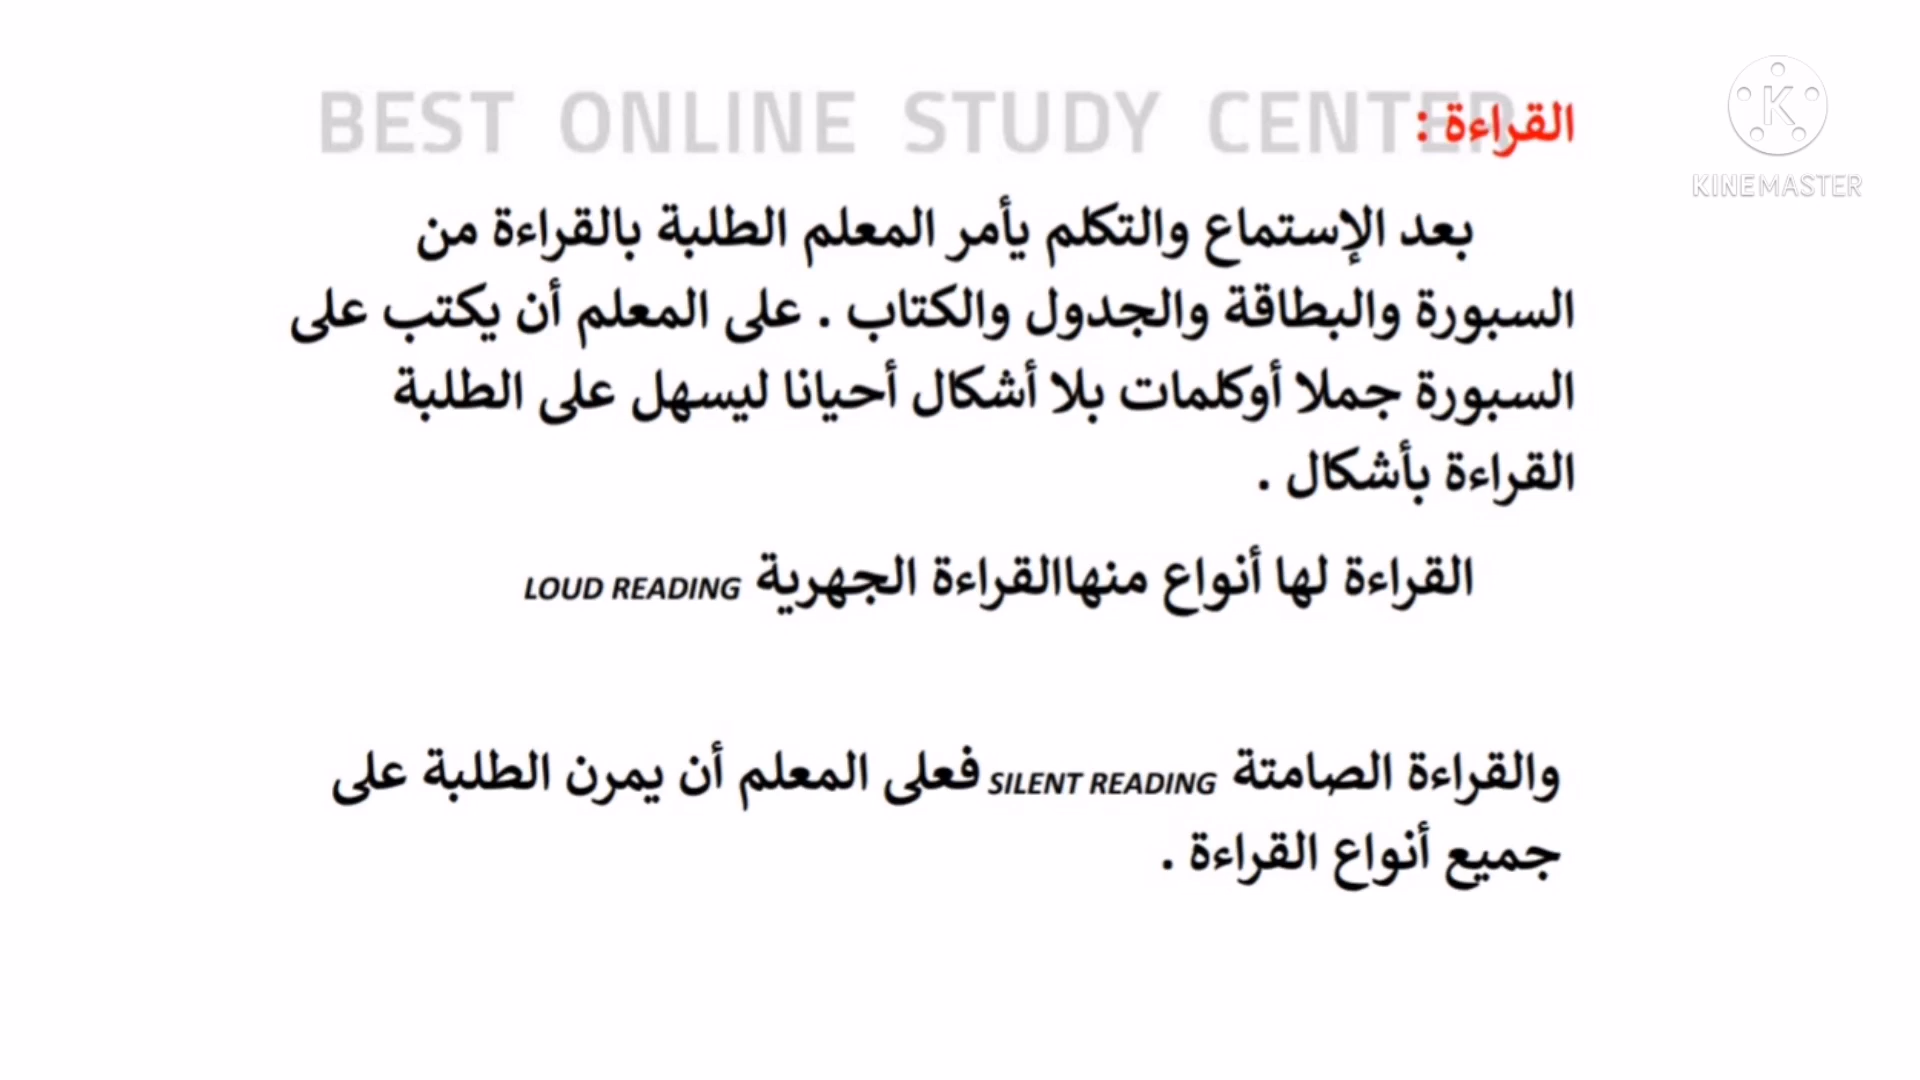 BEST ONLINE STUDY CENTER
القراءة :
KINEMASTER
بعد الإستماع والتكلم يأمر المعلم الطلبة بالقراءة من
السبورة والبطاقة والجدول والكتاب . على المعلم أن يكتب على
السبورة جملا أوكلمات بلا أشكال أحيانا ليسهل على الطلبة
القراءة بأشكال .
القراءة لها أنواع منهاالقراءة الجهرية LOUD READING
والقراءة الصامتة SILENT READING فعلى المعلم أن يمرن الطلبة على
جميع أنواع القراءة .